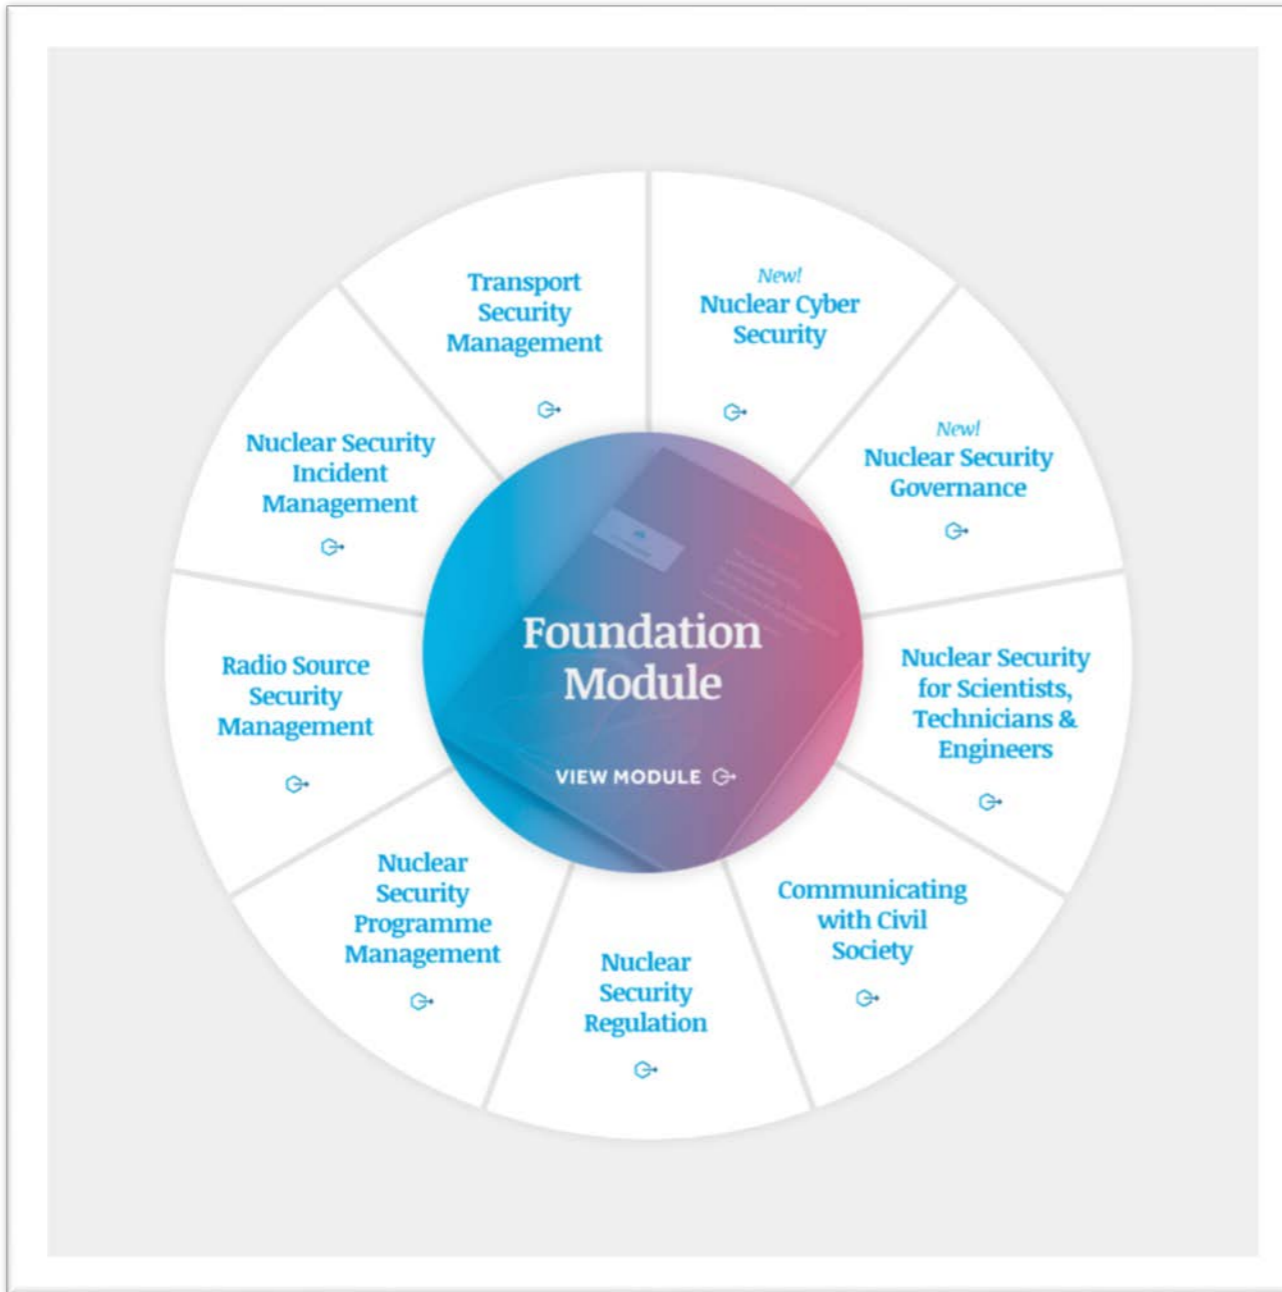 Transport
Security
Management
New!
Nuclear Cyber
Security
New!
Nuclear Security
Governance
Nuclear Security
for Scientists,
Technicians &
Engineers
Communicating
with Civil
Society
Nuclear
Security
Regulation
Nuclear
Security
Programme
Management
Radio Source
Security
Management
Nuclear Security
Incident
Management
Foundation
Module
VIEW MODULE